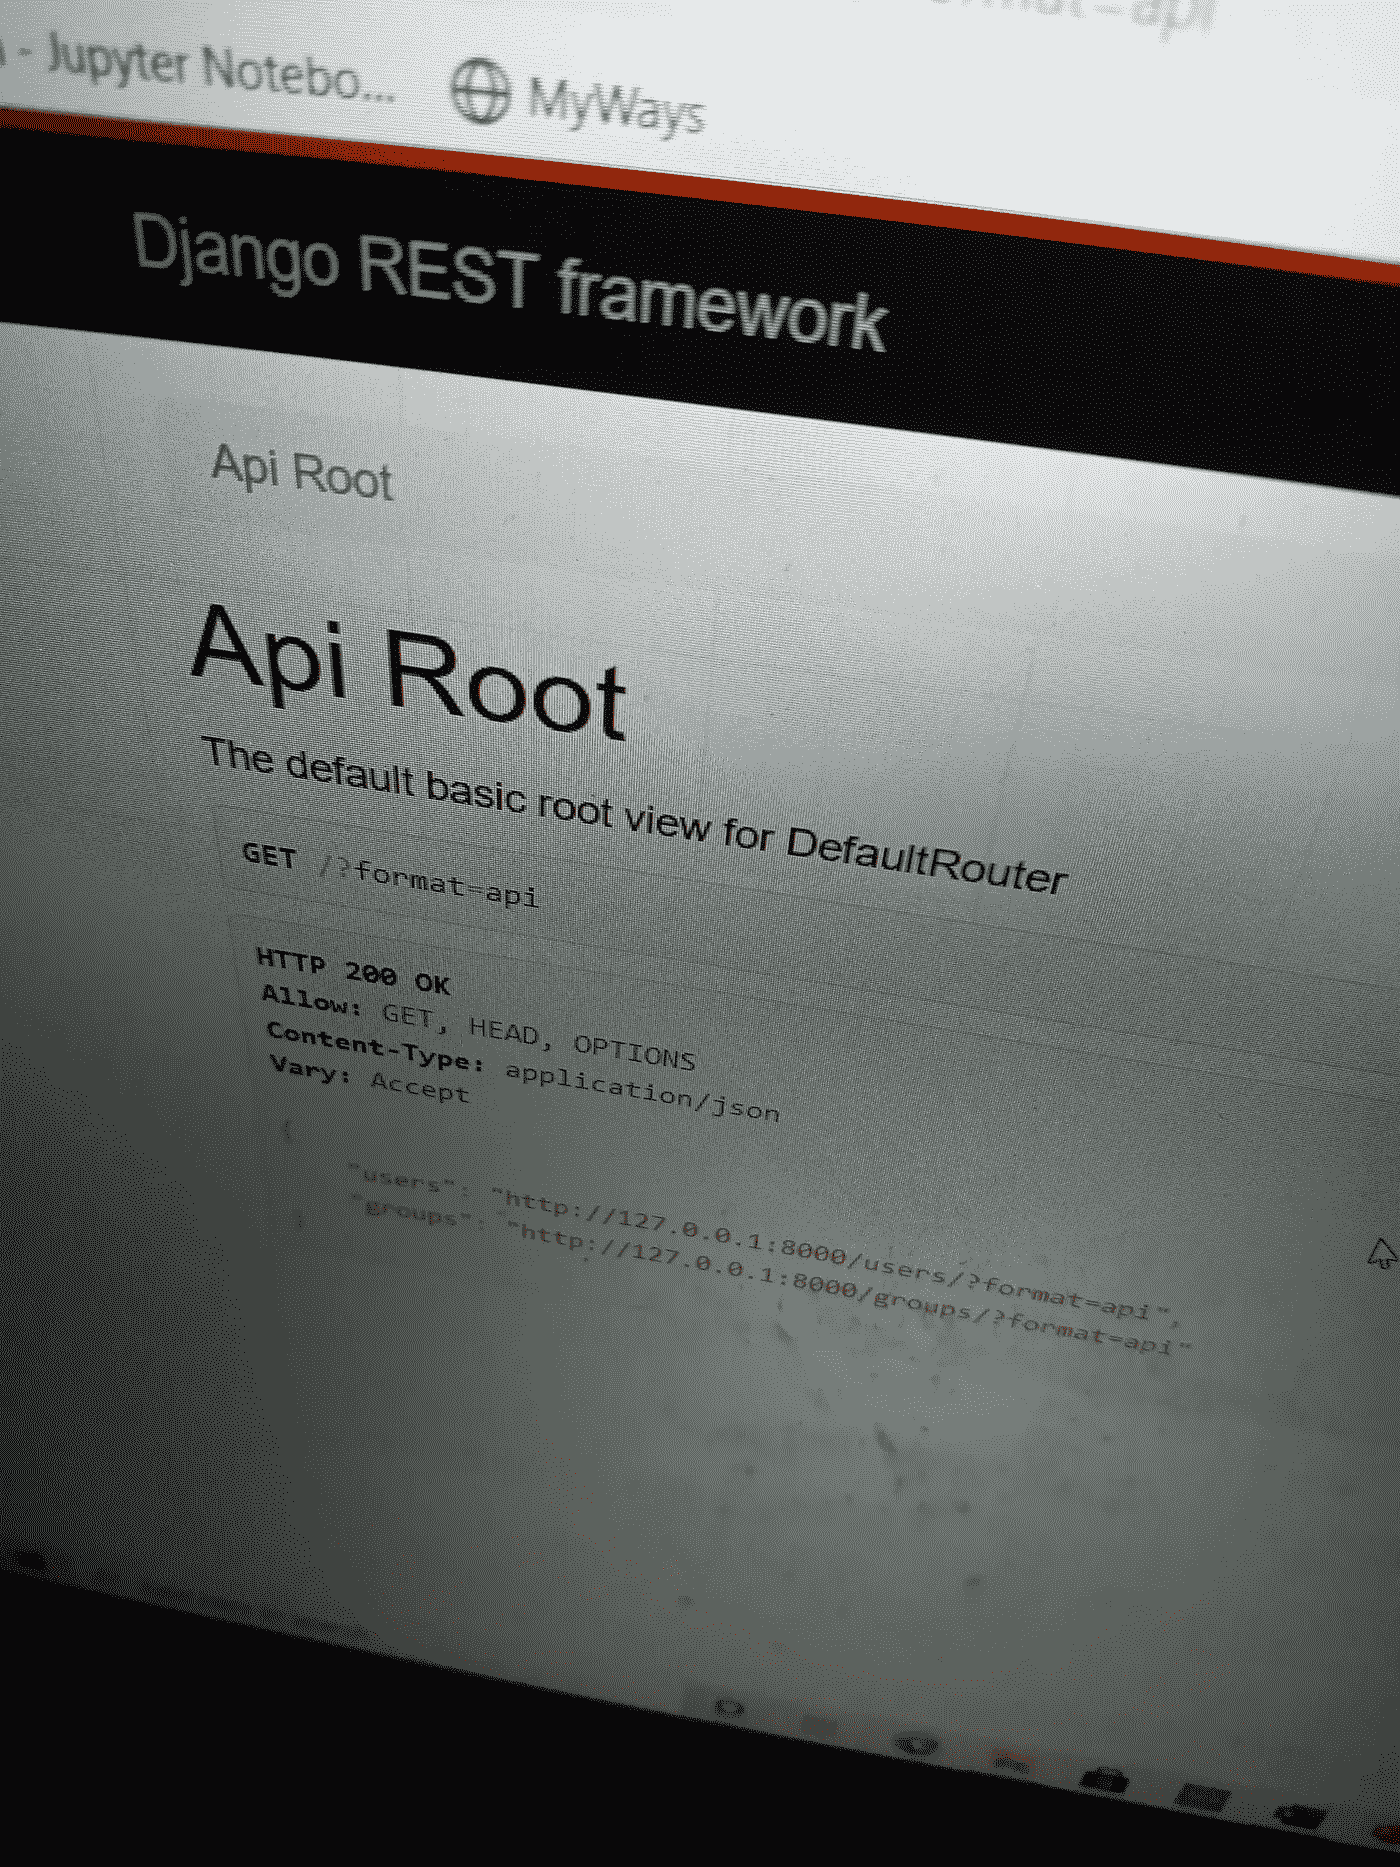 - Jupyter Notebo... MyWays
Django REST framework
Api Root
Api Root
The default basic root view for DefaultRouter
GET /?format=api
HTTP 200 OK
Allow: GET, HEAD, OPTIONS
Content-Type: application/json
Vary: Accept
{
"users": "http://127.0.0.1:8000/users/?format=api",
"groups": "http://127.0.0.1:8000/groups/?format=api"
}